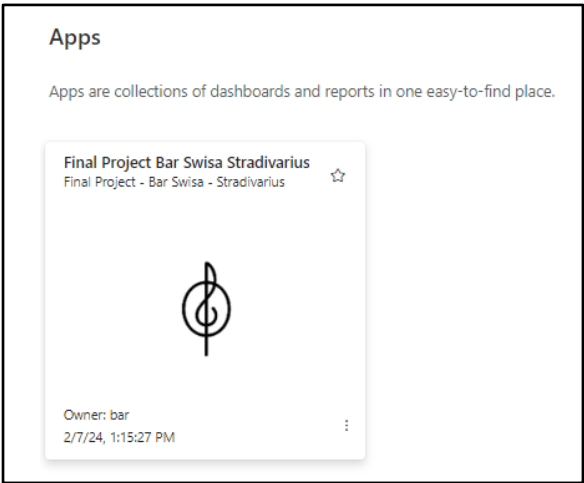 Apps
Apps are collections of dashboards and reports in one easy-to-find place.
Final Project Bar Swisa Stradivarius
Final Project - Bar Swisa - Stradivarius
Owner: bar
2/7/24, 1:15:27 PM